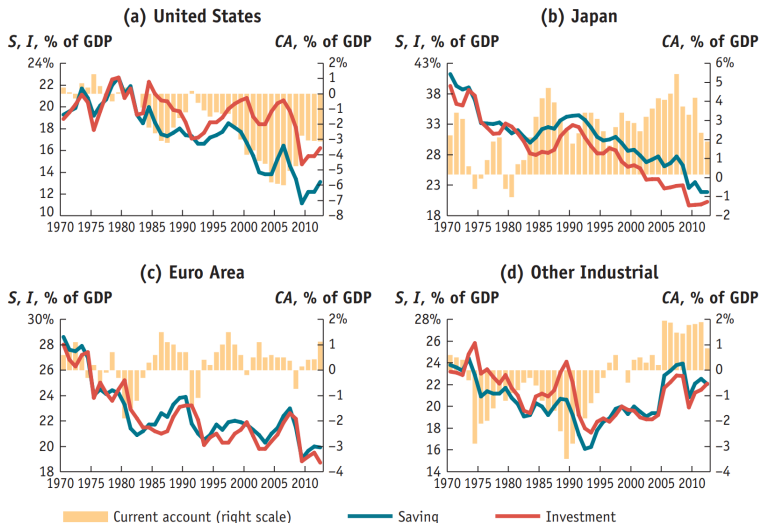 (a) United States
S, I, % of GDP CA, % of GDP
24% 2%
22 1
20 0
18 -1
16 -2
14 -3
12 -4
10 -5
-6
-7
-8
1970 1975 1980 1985 1990 1995 2000 2005 2010
(b) Japan
S, I, % of GDP CA, % of GDP
43% 6%
38 5
33 4
28 3
23 2
18 1
0
-1
-2
1970 1975 1980 1985 1990 1995 2000 2005 2010
(c) Euro Area
S, I, % of GDP CA, % of GDP
30% 2%
28 1
26 0
24 -1
22 -2
20 -3
18 -4
1970 1975 1980 1985 1990 1995 2000 2005 2010
(d) Other Industrial
S, I, % of GDP CA, % of GDP
28% 2%
26 1
24 0
22 -1
20 -2
18 -3
16 -4
14
1970 1975 1980 1985 1990 1995 2000 2005 2010
Current account (right scale) Saving Investment